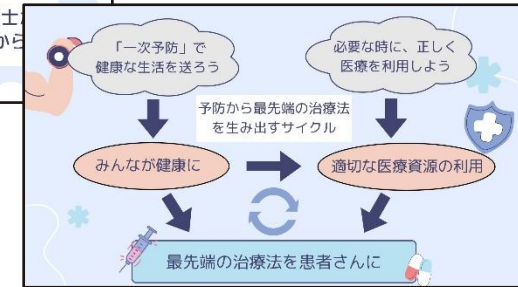 「一次予防」で
健康な生活を送ろう
必要な時に、正しく
医療を利用しよう
予防から最先端の治療法
を生み出すサイクル
みんなが健康に
適切な医療資源の利用
最先端の治療法を患者さんに